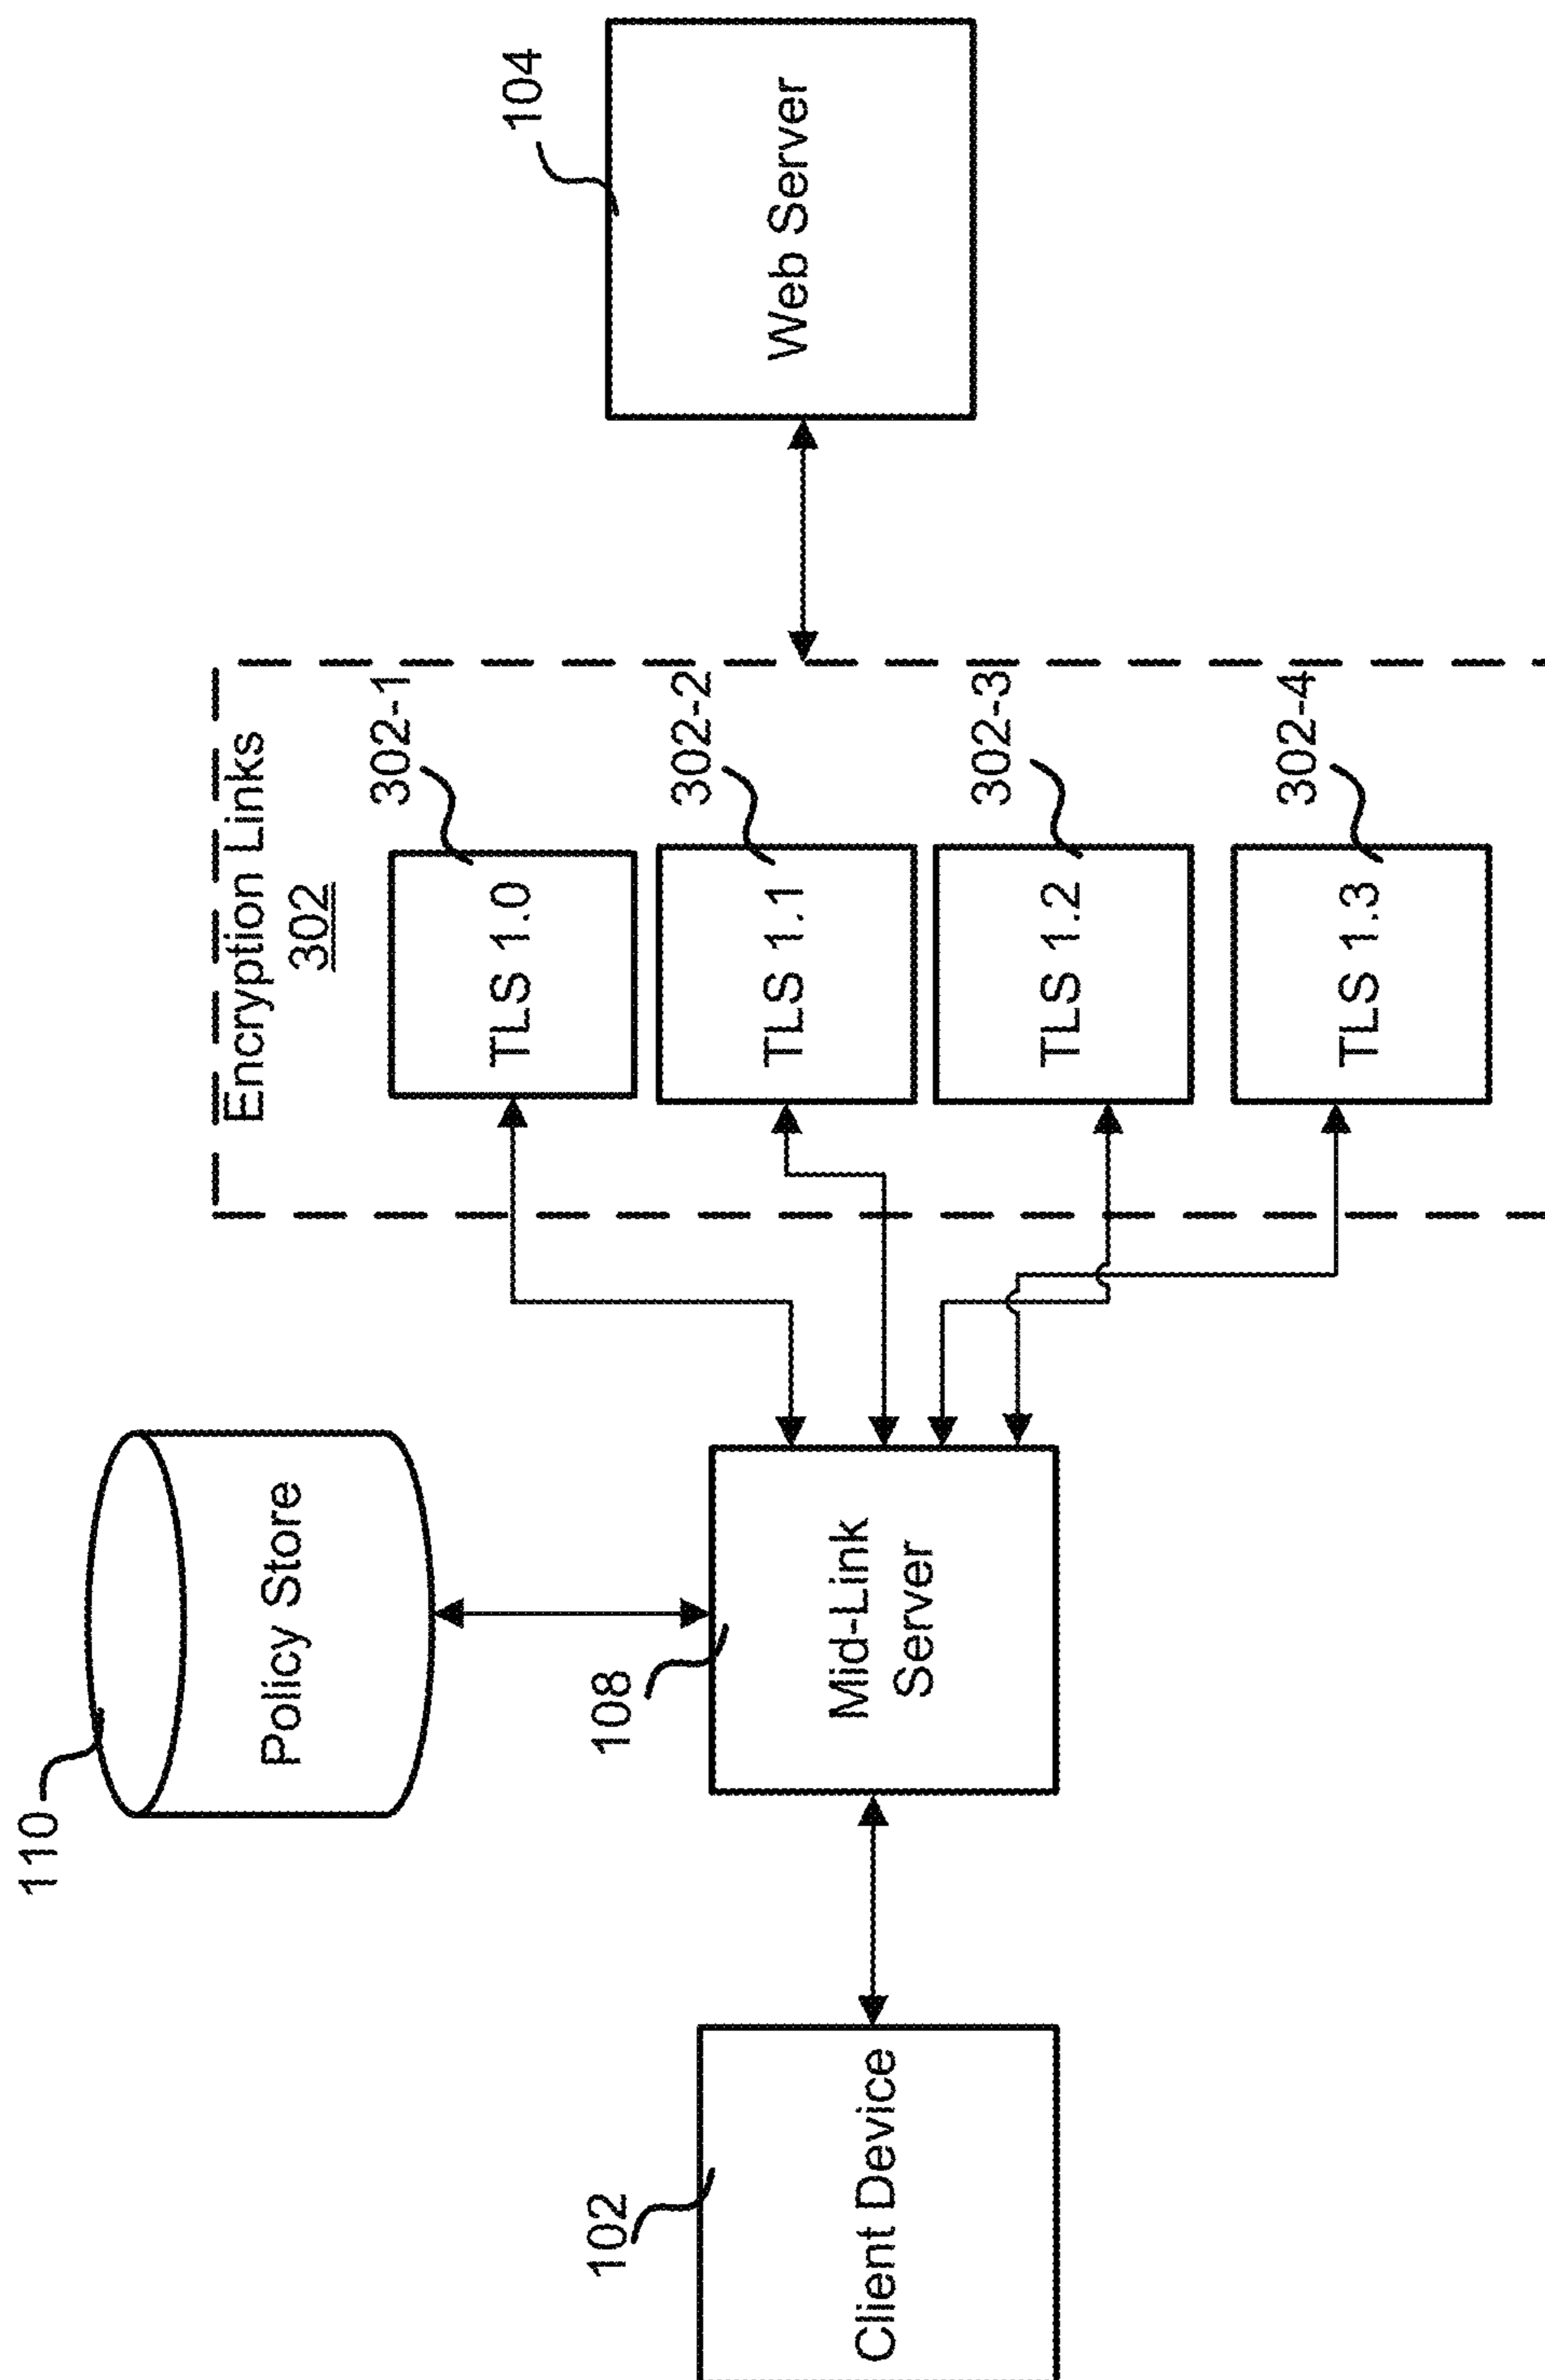 110
Policy Store
Encryption Links
302
302-1
TLS 1.0
104
302-2
TLS 1.1
102
Client Device
108
Mid-Link
Server
302-3
TLS 1.2
Web Server
302-4
TLS 1.3